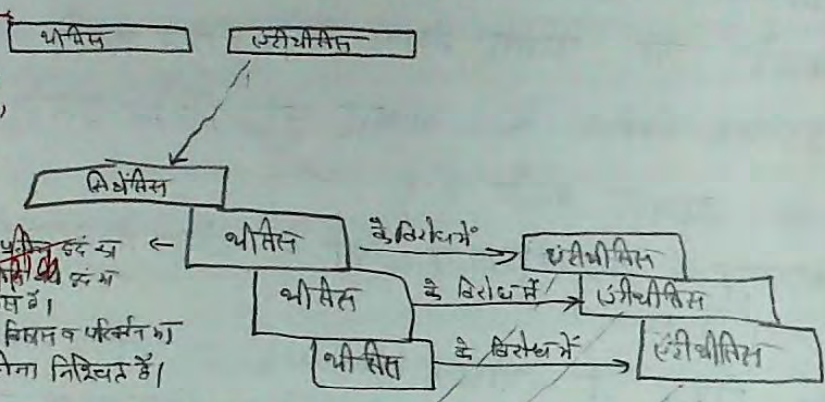 थीसिस एंटीथीसिस
सिंथेसिस
थीसिस के विरोध में एंटीथीसिस
थीसिस के विरोध में एंटीथीसिस
थीसिस के विरोध में एंटीथीसिस
द्वंद
द्वंद
है।
व परिवर्तन
निश्चित है।